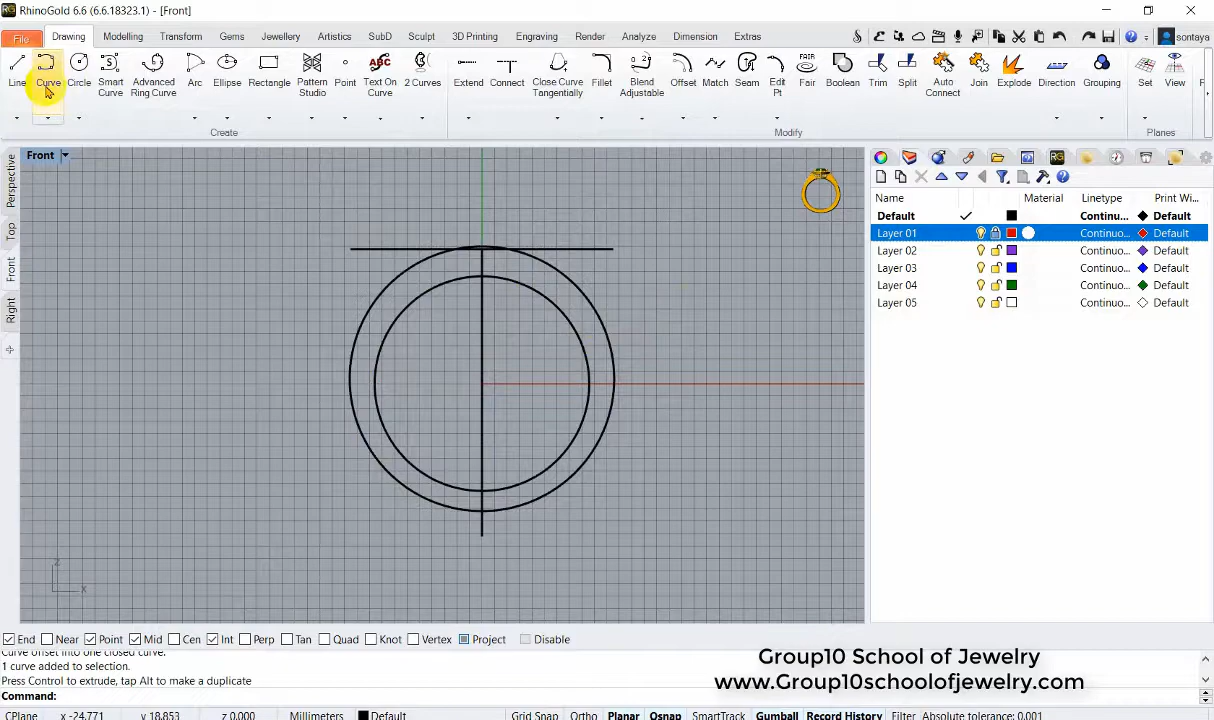 RhinoGold 6.6 (6.6.18323.1) - [Front]
File Drawing Modelling Transform Gems Jewellery Artistics SubD Sculpt 3D Printing Engraving Render Analyze Dimension Extras sontaya
Line Curve Circle Smart Curve Advanced Ring Curve Arc Ellipse Rectangle Pattern Studio Point Text On Curve 2 Curves Extend Connect Close Curve Tangentially Fillet Blend Adjustable Offset Match Seam Edit Pt Fair Boolean Trim Split Auto Connect Join Explode Direction Grouping Set View
Create Modify Planes
Front
Perspective
Top
Front
Right
z
x
Name Material Linetype Print Wi...
Default Continu... Default
Layer 01 Continuo... Default
Layer 02 Continuo... Default
Layer 03 Continuo... Default
Layer 04 Continuo... Default
Layer 05 Continuo... Default
End Near Point Mid Cen Int Perp Tan Quad Knot Vertex Project Disable
Curve offset into one closed curve.
1 curve added to selection.
Press Control to extrude, tap Alt to make a duplicate
Command:
Group10 School of Jewelry
www.Group10schoolofjewelry.com
CPlane x -24.771 y 18.853 z 0.000 Millimeters Default Grid Snap Ortho Planar Osnap SmartTrack Gumball Record History Filter Absolute tolerance: 0.001